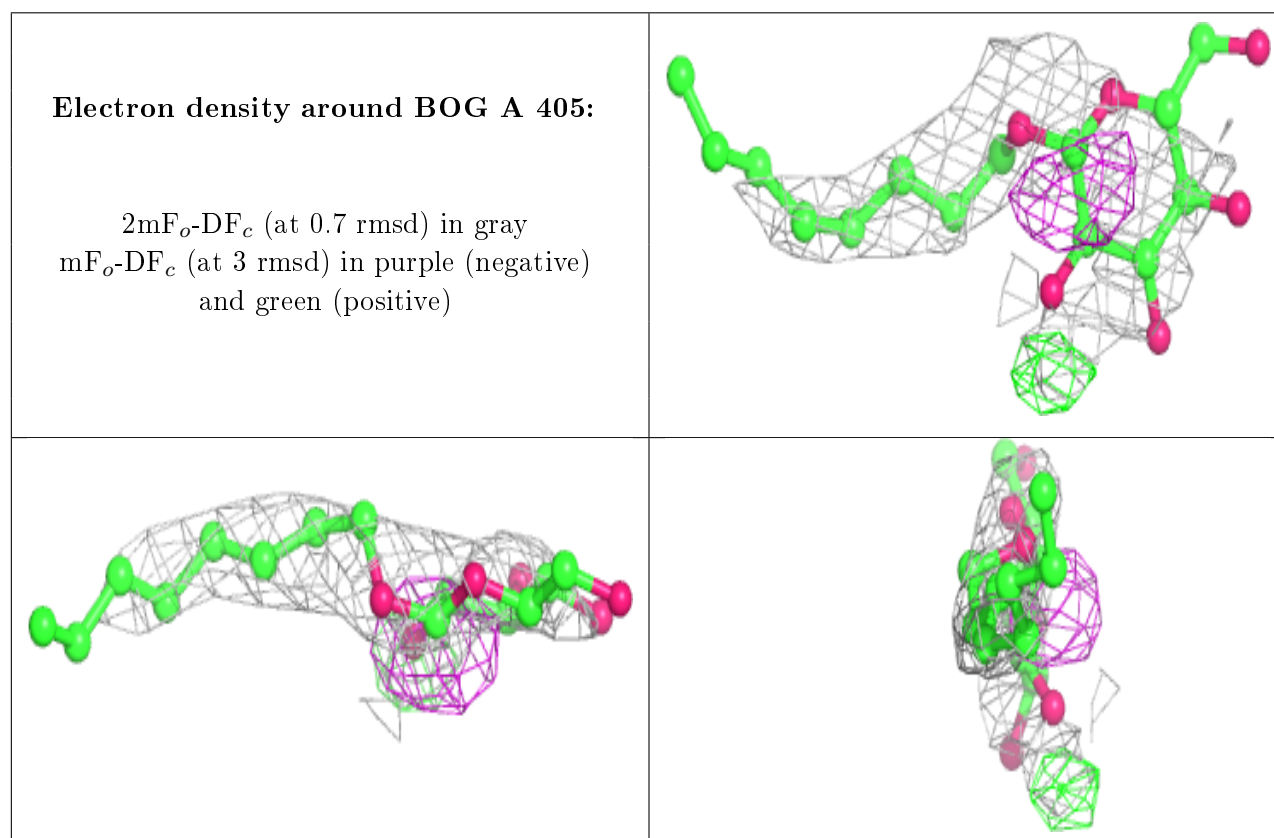 Electron density around BOG A 405:
2mFo-DFc (at 0.7 rmsd) in gray
mFo-DFc (at 3 rmsd) in purple (negative)
and green (positive)